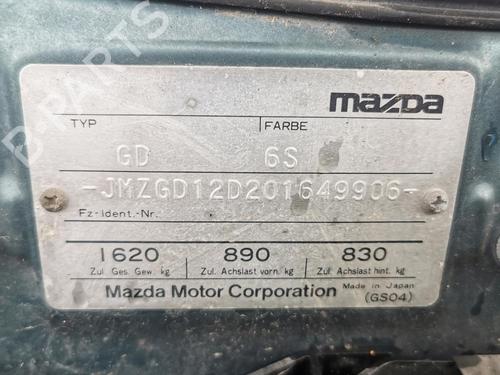 mazda
TYP FARBE
GD 6S
-JMZGD12D201649906-
Fz-Ident.-Nr.
1620 890 830
Zul. Ges. Gew. kg Zul. Achslast vorn. kg Zul. Achslast hint. kg
Mazda Motor Corporation Made in Japan
(GS04)
B PARTS